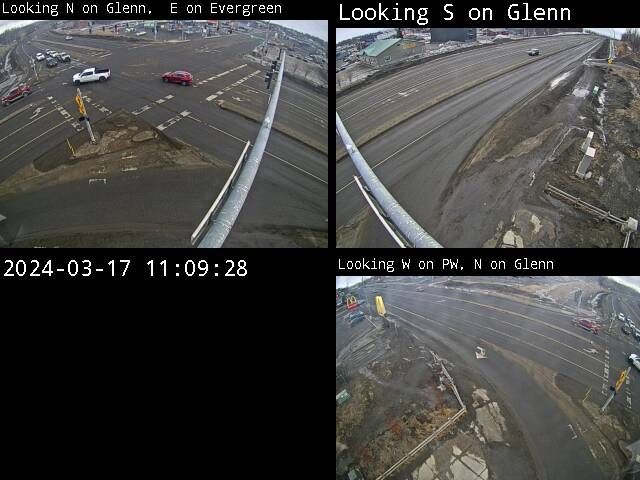 Looking N on Glenn, E on Evergreen
Looking S on Glenn
2024-03-17 11:09:28
Looking W on PW, N on Glenn